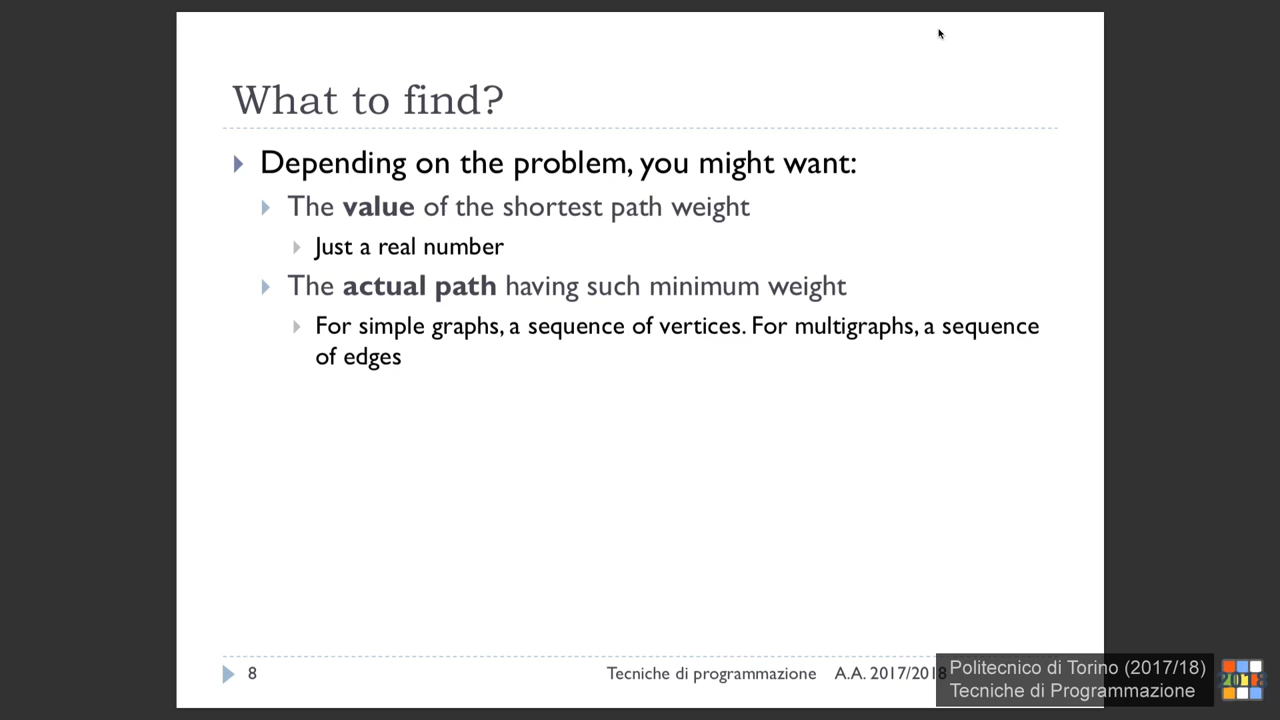 What to find?
Depending on the problem, you might want:
The value of the shortest path weight
Just a real number
The actual path having such minimum weight
For simple graphs, a sequence of vertices. For multigraphs, a sequence
of edges
8
Tecniche di programmazione A.A. 2017/2018
Politecnico di Torino (2017/18)
Tecniche di Programmazione
2018